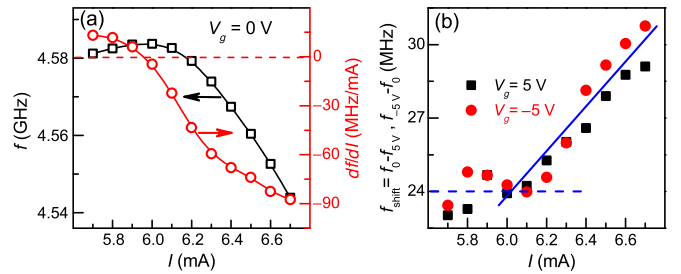 (a)
V_g = 0 V
4.58
4.56
4.54
f (GHz)
0
−30
−60
−90
df/dI (MHz/mA)
5.8 6.0 6.2 6.4 6.6
I (mA)
(b)
30
28
26
24
f_shift = f_0-f_5 V , f_−5 V-f_0 (MHz)
V_g = 5 V
V_g = −5 V
5.8 6.0 6.2 6.4 6.6
I (mA)